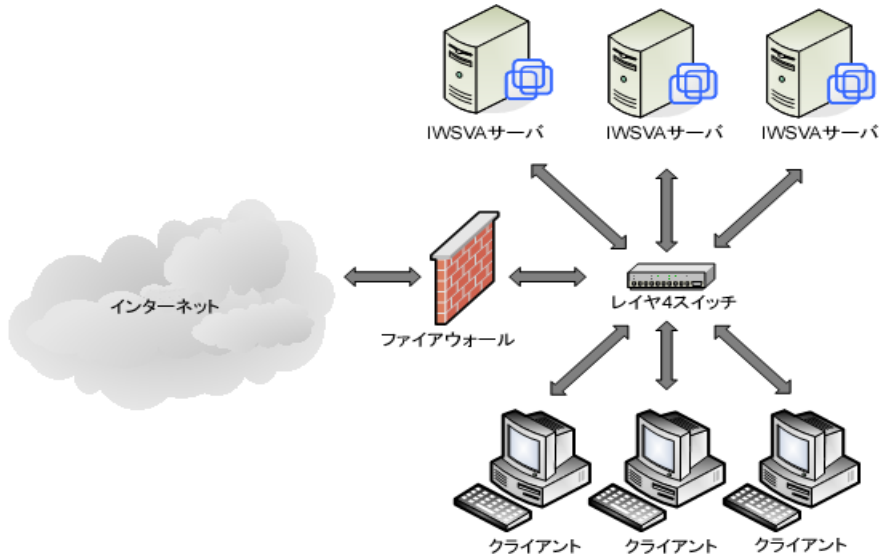 IWSVAサーバ
IWSVAサーバ
IWSVAサーバ
インターネット
ファイアウォール
レイヤ4スイッチ
クライアント
クライアント
クライアント